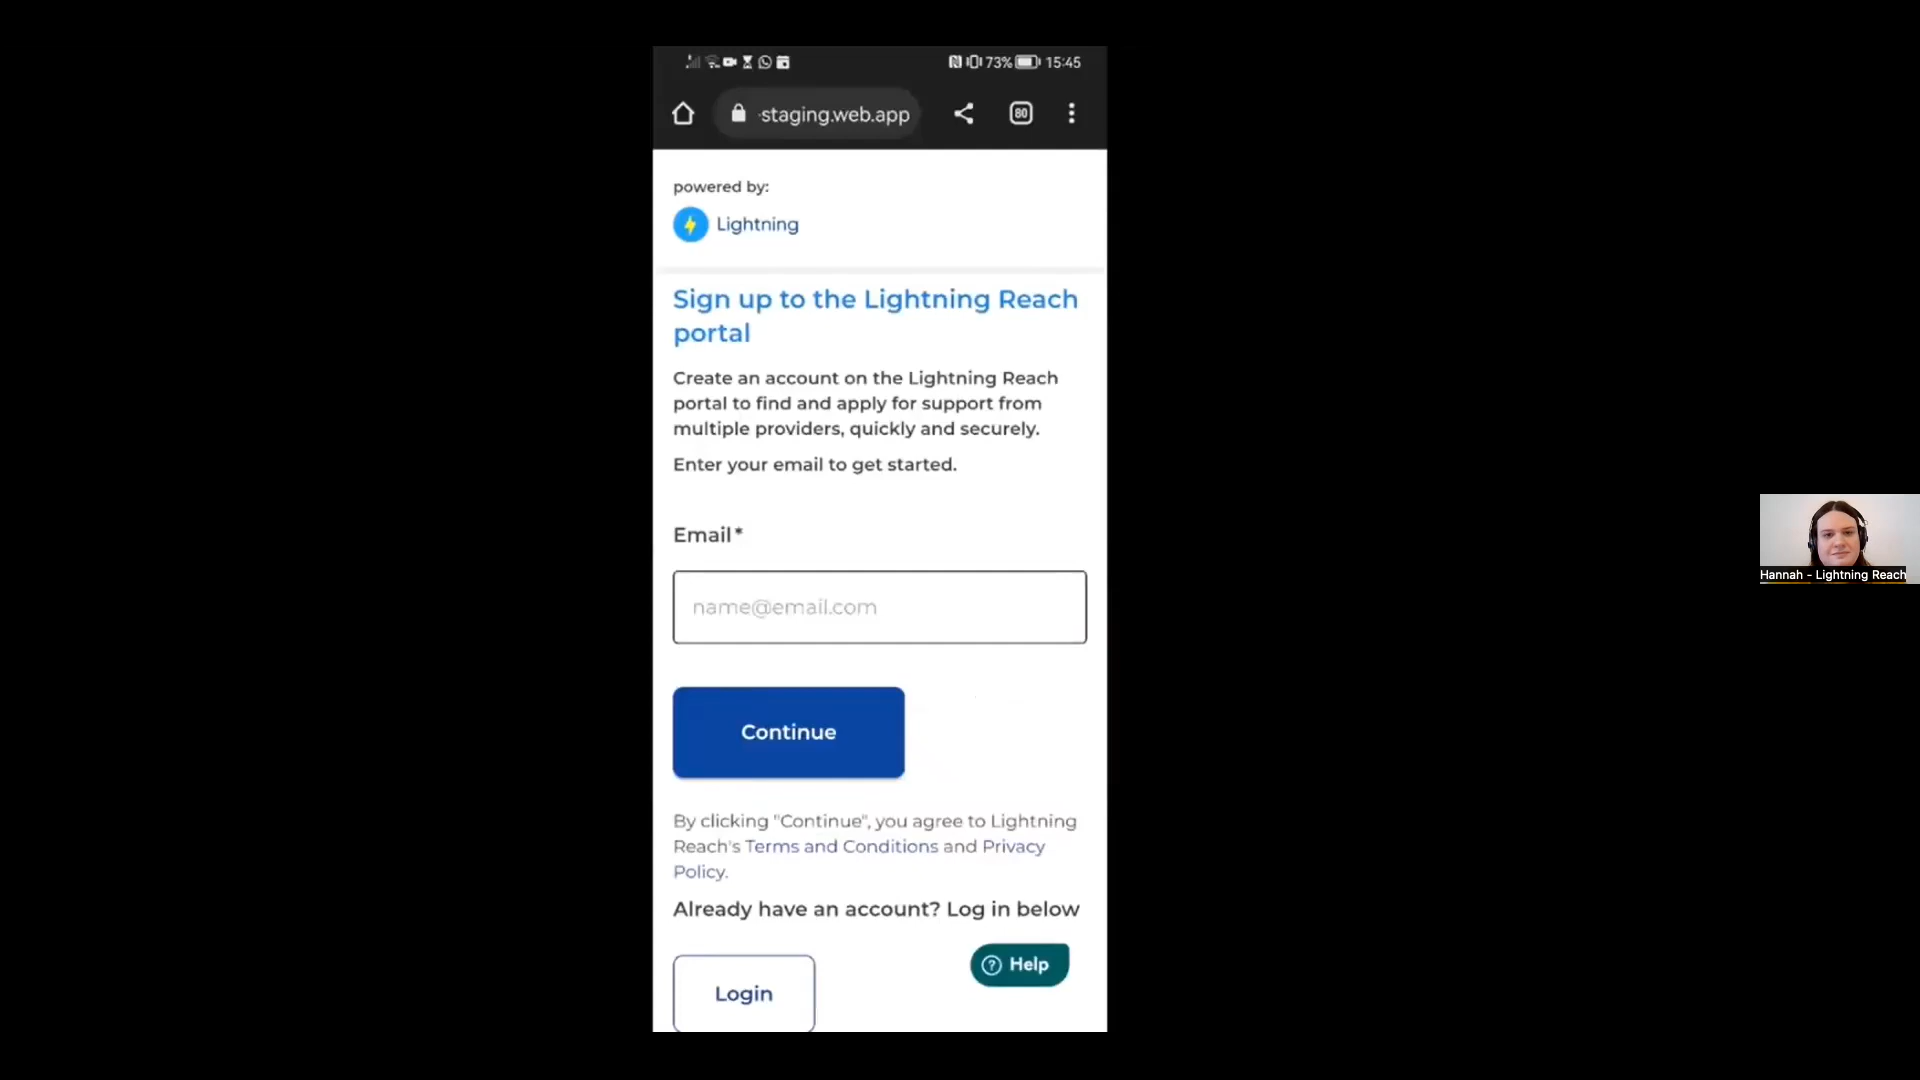 73% 15:45
-staging.web.app
80
powered by:
Lightning
Sign up to the Lightning Reach
portal
Create an account on the Lightning Reach
portal to find and apply for support from
multiple providers, quickly and securely.
Enter your email to get started.
Email*
name@email.com
Continue
By clicking "Continue", you agree to Lightning
Reach's Terms and Conditions and Privacy
Policy.
Already have an account? Log in below
Help
Login
Hannah - Lightning Reach